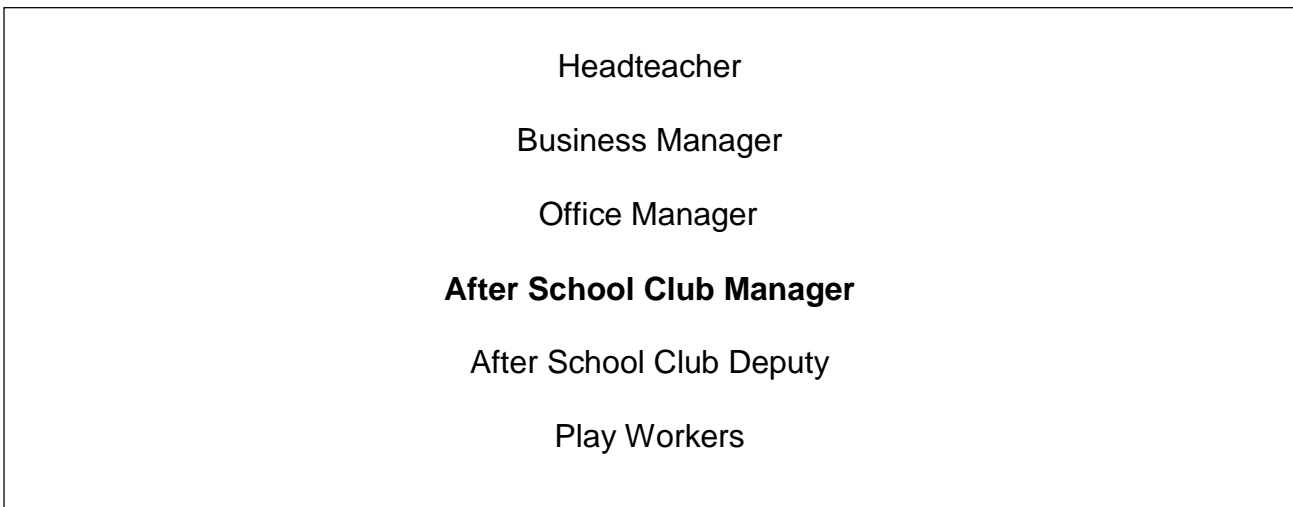 Headteacher
Business Manager
Office Manager
After School Club Manager
After School Club Deputy
Play Workers